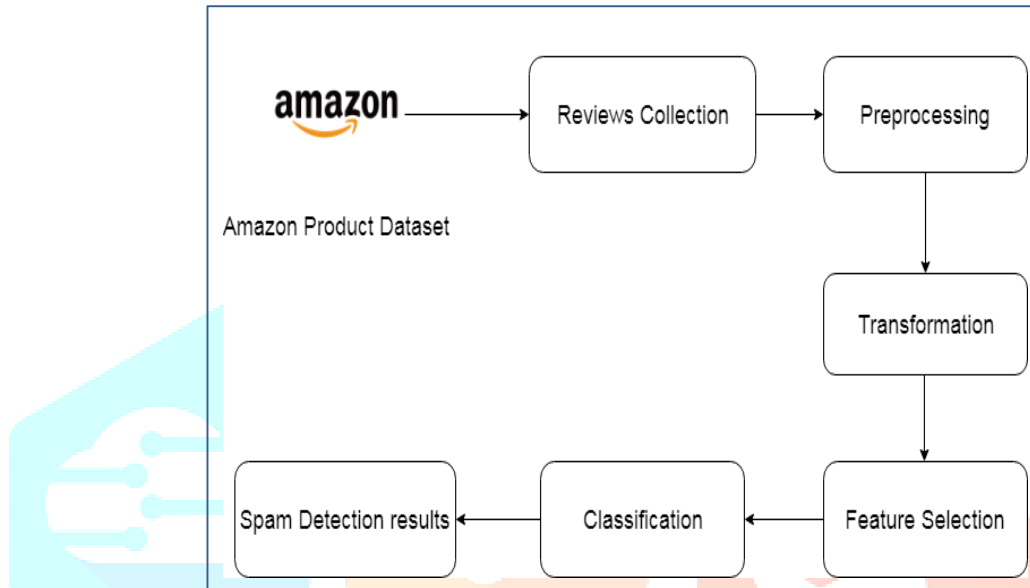 amazon
Reviews Collection
Preprocessing
Amazon Product Dataset
Transformation
Spam Detection results
Classification
Feature Selection